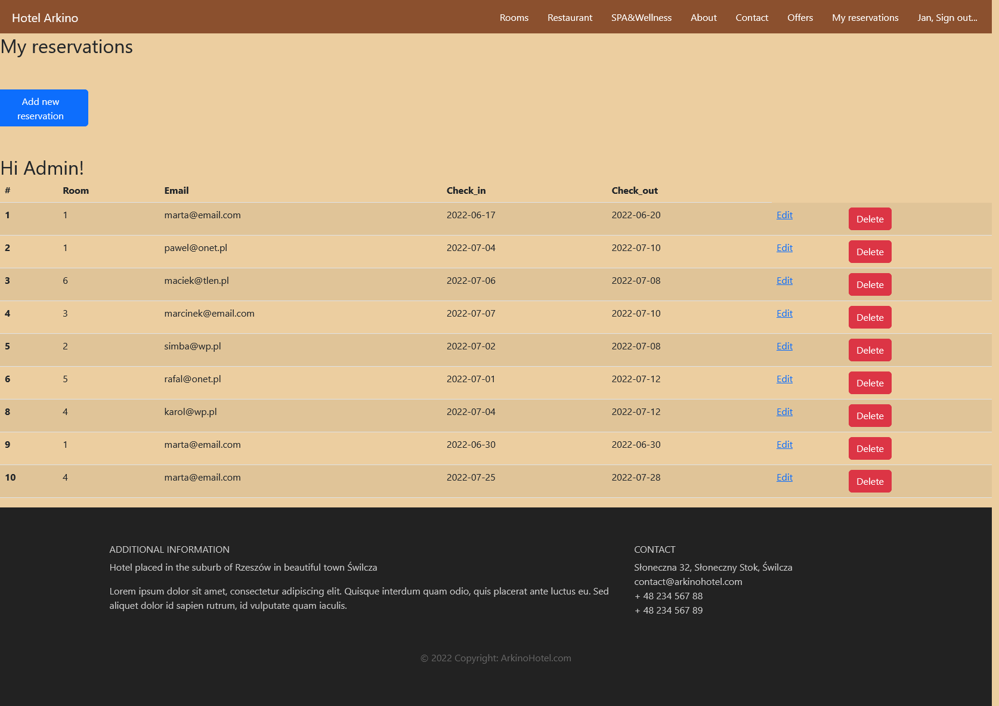 Hotel Arkino
Rooms Restaurant SPA&Wellness About Contact Offers My reservations Jan, Sign out...
My reservations
Add new
reservation
Hi Admin!
# Room Email Check_in Check_out
1 1 marta@email.com 2022-06-17 2022-06-20 Edit Delete
2 1 pawel@onet.pl 2022-07-04 2022-07-10 Edit Delete
3 6 maciek@tlen.pl 2022-07-06 2022-07-08 Edit Delete
4 3 marcinek@email.com 2022-07-07 2022-07-10 Edit Delete
5 2 simba@wp.pl 2022-07-02 2022-07-08 Edit Delete
6 5 rafal@onet.pl 2022-07-01 2022-07-12 Edit Delete
8 4 karol@wp.pl 2022-07-04 2022-07-12 Edit Delete
9 1 marta@email.com 2022-06-30 2022-06-30 Edit Delete
10 4 marta@email.com 2022-07-25 2022-07-28 Edit Delete
ADDITIONAL INFORMATION
Hotel placed in the suburb of Rzeszów in beautiful town Świlcza
Lorem ipsum dolor sit amet, consectetur adipiscing elit. Quisque interdum quam odio, quis placerat ante luctus eu. Sed
aliquet dolor id sapien rutrum, id vulputate quam iaculis.
CONTACT
Słoneczna 32, Słoneczny Stok, Świlcza
contact@arkinohotel.com
+ 48 234 567 88
+ 48 234 567 89
© 2022 Copyright: ArkinoHotel.com